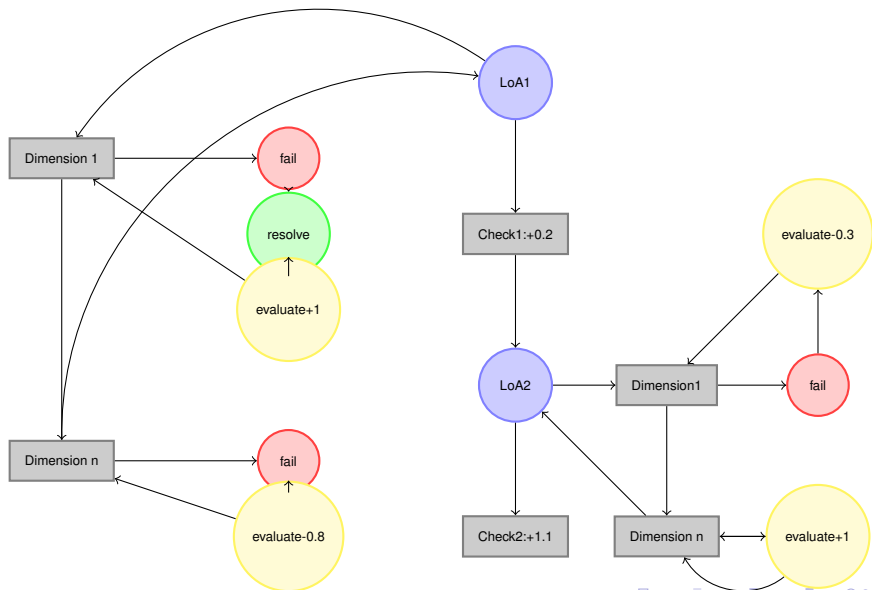 LoA1
Dimension 1
fail
resolve
Check1:+0.2
evaluate-0.3
evaluate+1
LoA2
Dimension1
fail
Dimension n
fail
evaluate-0.8
Check2:+1.1
Dimension n
evaluate+1